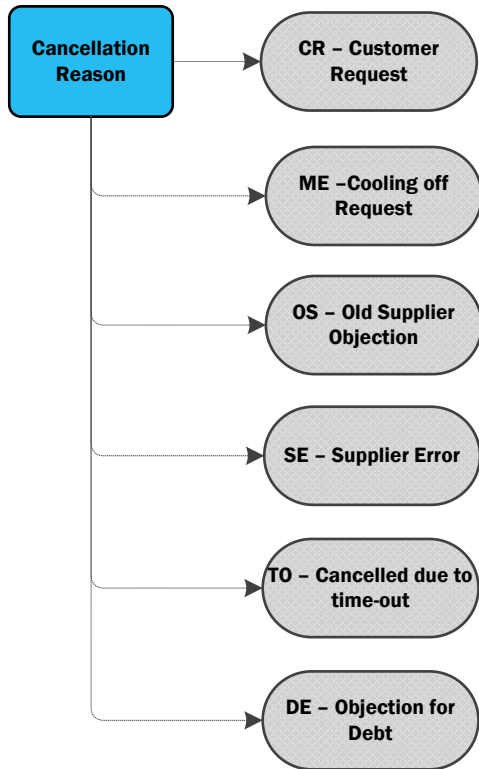 Cancellation
Reason
CR – Customer
Request
ME –Cooling off
Request
OS – Old Supplier
Objection
SE – Supplier Error
TO – Cancelled due to
time-out
DE – Objection for
Debt